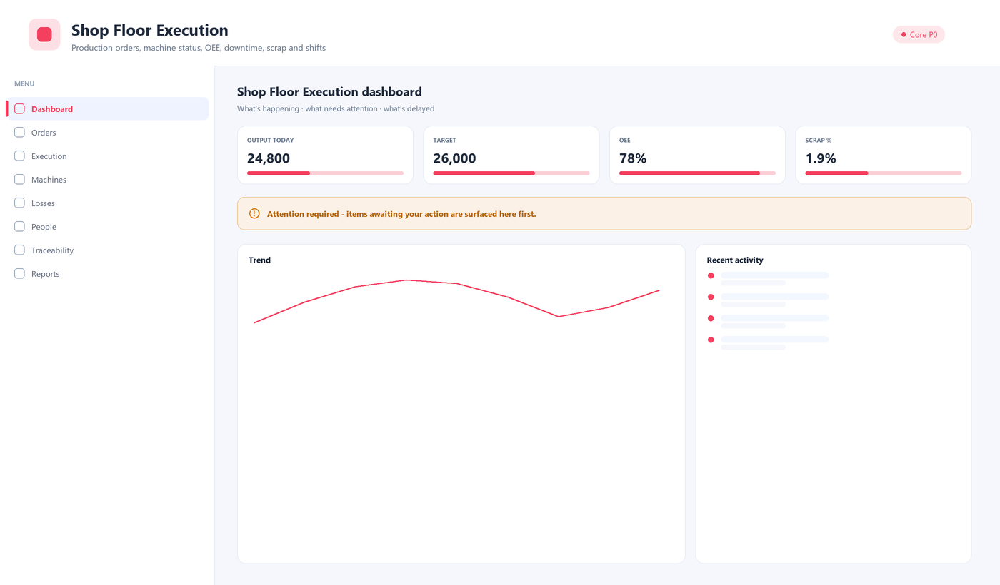 Shop Floor Execution
Production orders, machine status, OEE, downtime, scrap and shifts
Core P0
MENU
Dashboard
Orders
Execution
Machines
Losses
People
Traceability
Reports
Shop Floor Execution dashboard
What's happening · what needs attention · what's delayed
OUTPUT TODAY
24,800
TARGET
26,000
OEE
78%
SCRAP %
1.9%
Attention required - items awaiting your action are surfaced here first.
Trend
Recent activity